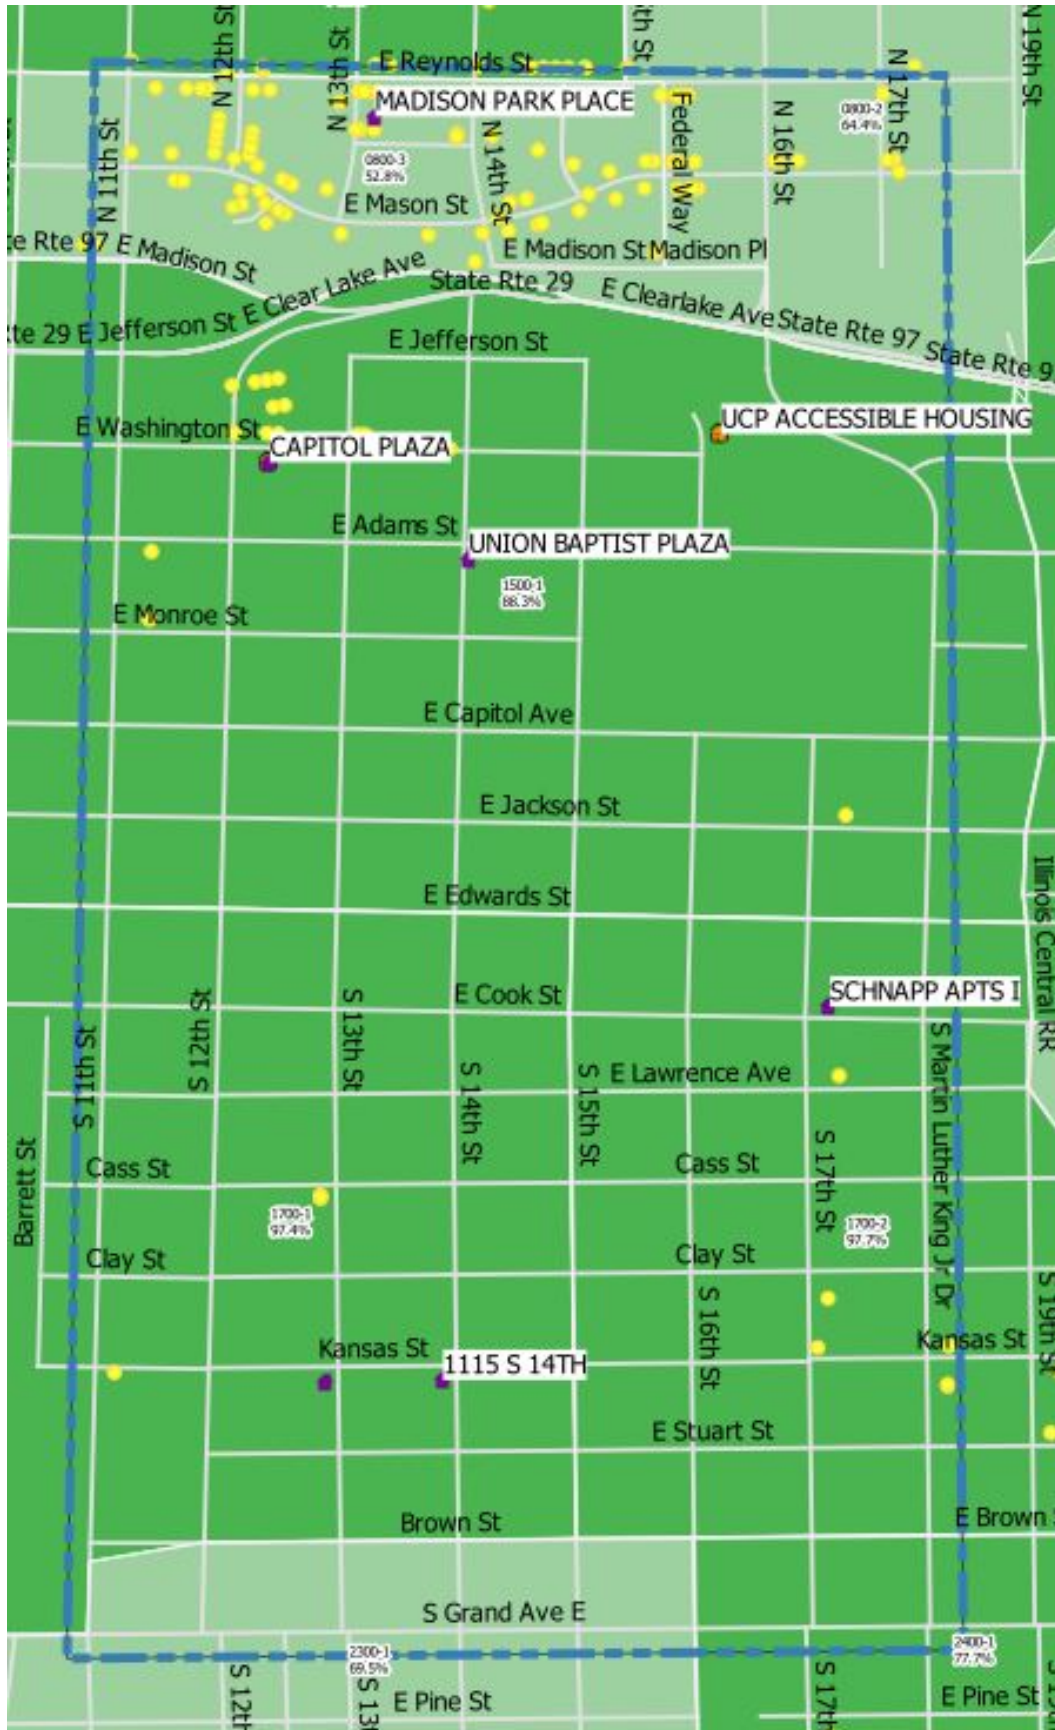 N 12th St
N 13th St
E Reynolds St
th St
N 17th St
N 19th St
MADISON PARK PLACE
0800-2
64.4%
N 11th St
N 14th St
Federal Way
N 16th St
0800-3
52.8%
E Mason St
te Rte 97
E Madison St
E Madison St
Madison Pl
E Clear Lake Ave
State Rte 29
E Clearlake Ave
State Rte 97
State Rte 9
Rte 29
E Jefferson St
E Jefferson St
E Washington St
CAPITOL PLAZA
UCP ACCESSIBLE HOUSING
E Adams St
UNION BAPTIST PLAZA
1500-1
88.3%
E Monroe St
E Capitol Ave
E Jackson St
E Edwards St
Illinois Central RR
E Cook St
SCHNAPP APTS I
S 11th St
S 12th St
S 13th St
S 14th St
S 15th St
E Lawrence Ave
S Martin Luther King Jr Dr
Barrett St
Cass St
Cass St
S 17th St
1700-1
97.4%
1700-2
97.7%
Clay St
Clay St
S 16th St
S 19th St
Kansas St
Kansas St
1115 S 14TH
E Stuart St
Brown St
E Brown S
S Grand Ave E
2300-1
69.5%
2400-1
77.7%
S 12th
S 13t
E Pine St
S 17th
E Pine St